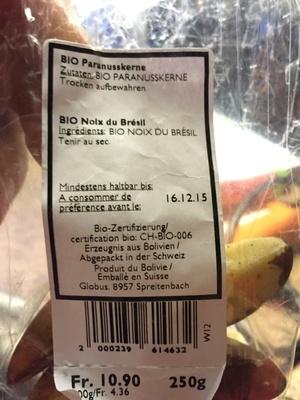 BIO Paranusskerne
Zutaten: BIO PARANUSSKERNE
Trocken aufbewahren
BIO Noix du Brésil
Ingrédients: BIO NOIX DU BRÉSIL
Tenir au sec
Mindestens haltbar bis:
A consommer de
préférence avant le: 16.12.15
Bio-Zertifizierung/
certification bio: CH-BIO-006
Erzeugnis aus Bolivien/
Abgepackt in der Schweiz
Produit du Bolivie/
Emballé en Suisse
Globus, 8957 Spreitenbach
W12
2 000239 614632
Fr. 10.90 250g
00g/Fr. 4.36